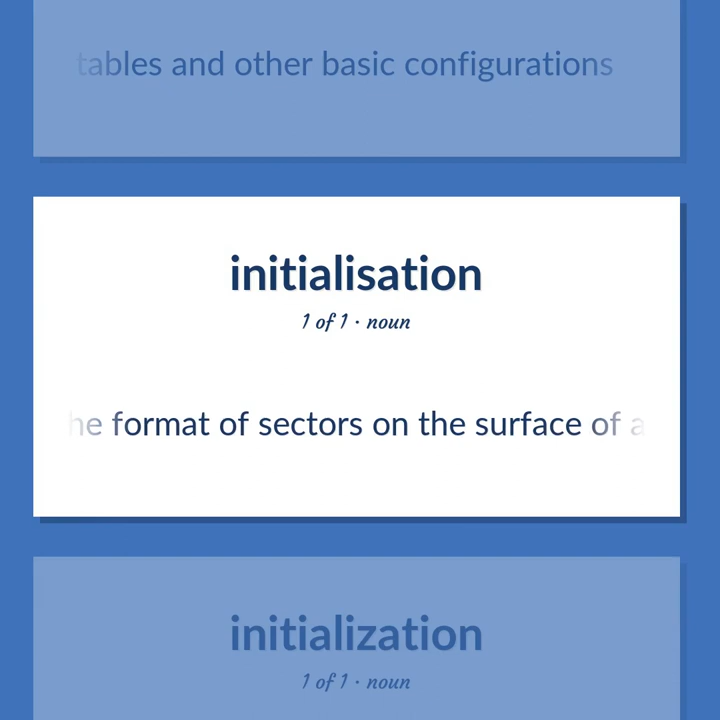 tables and other basic configurations
initialisation
1 of 1 · noun
he format of sectors on the surface of a
initialization
1 of 1 · noun